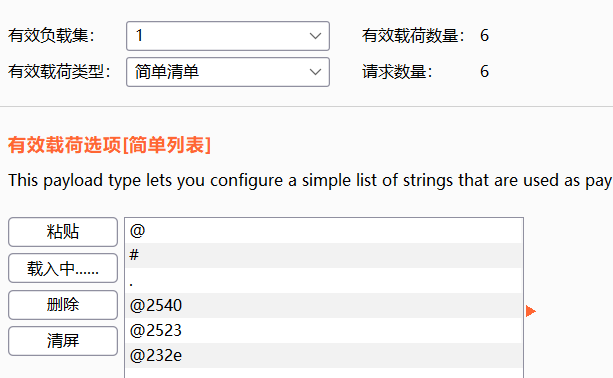 有效负载集： 1 有效载荷数量： 6
有效载荷类型： 简单清单 请求数量： 6
有效载荷选项[简单列表]
This payload type lets you configure a simple list of strings that are used as pay
粘贴
载入中......
删除
清屏
@
#
.
@2540
@2523
@232e